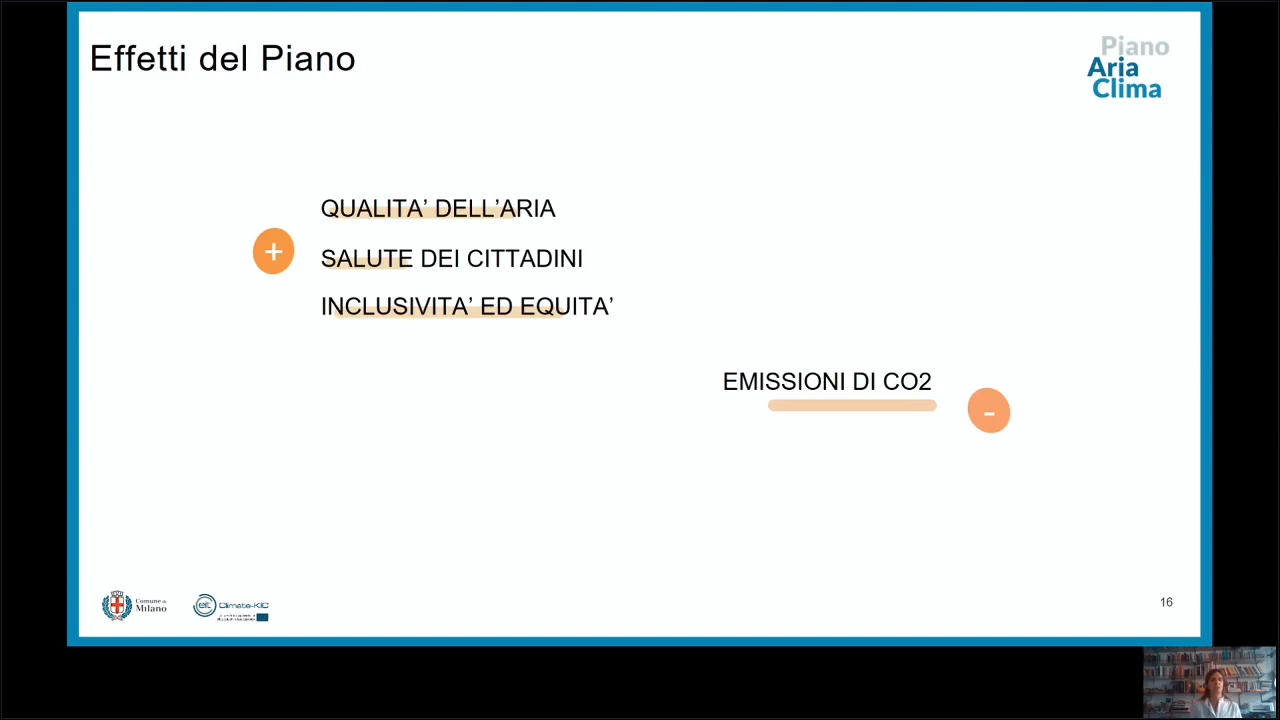 Effetti del Piano
Piano
Aria
Clima
QUALITA’ DELL’ARIA
+
SALUTE DEI CITTADINI
INCLUSIVITA’ ED EQUITA’
EMISSIONI DI CO2
-
Comune di
Milano
eit Climate-KIC
16